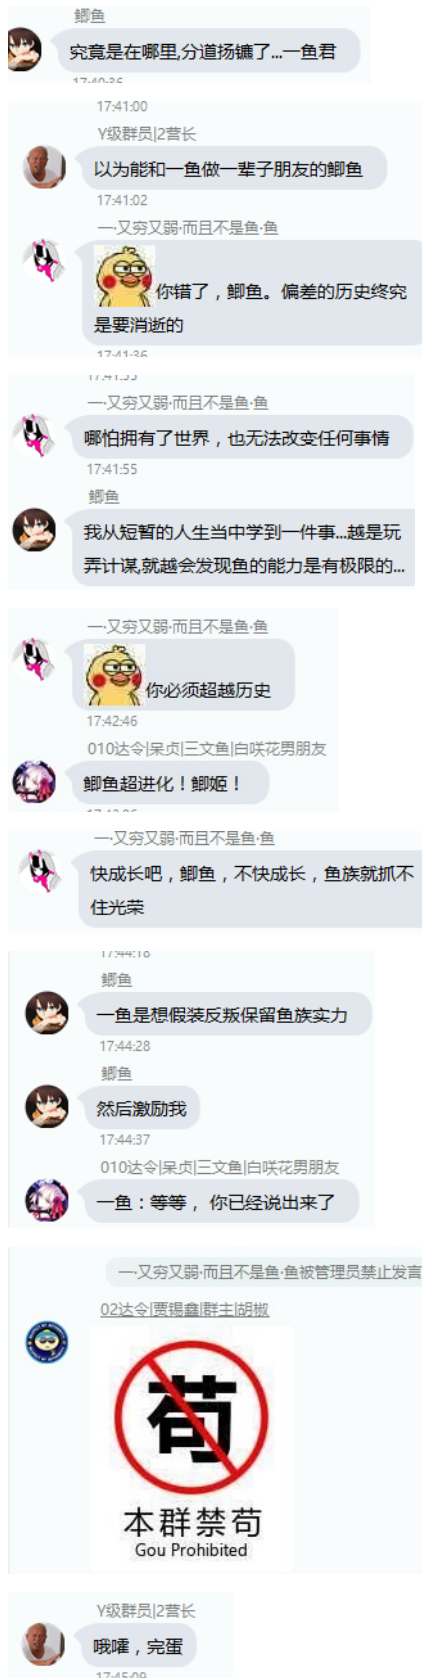 鲫鱼
究竟是在哪里,分道扬镳了...一鱼君
17:40:36
17:41:00
Y级群员|2营长
以为能和一鱼做一辈子朋友的鲫鱼
17:41:02
一·又穷又弱·而且不是鱼·鱼
你错了，鲫鱼。偏差的历史终究
是要消逝的
17:41:36
一·又穷又弱·而且不是鱼·鱼
哪怕拥有了世界，也无法改变任何事情
17:41:55
鲫鱼
我从短暂的人生当中学到一件事...越是玩
弄计谋,就越会发现鱼的能力是有极限的...
一·又穷又弱·而且不是鱼·鱼
你必须超越历史
17:42:46
010达令|呆贞|三文鱼|白咲花男朋友
鲫鱼超进化！鲫姬！
一·又穷又弱·而且不是鱼·鱼
快成长吧，鲫鱼，不快成长，鱼族就抓不
住光荣
17:44:18
鲫鱼
一鱼是想假装反叛保留鱼族实力
17:44:28
鲫鱼
然后激励我
17:44:37
010达令|呆贞|三文鱼|白咲花男朋友
一鱼：等等，你已经说出来了
一·又穷又弱·而且不是鱼·鱼被管理员禁止发言
02达令|贾锡鑫|群主|胡椒
苟
本群禁苟
Gou Prohibited
Y级群员|2营长
哦嚯，完蛋
17:45:09